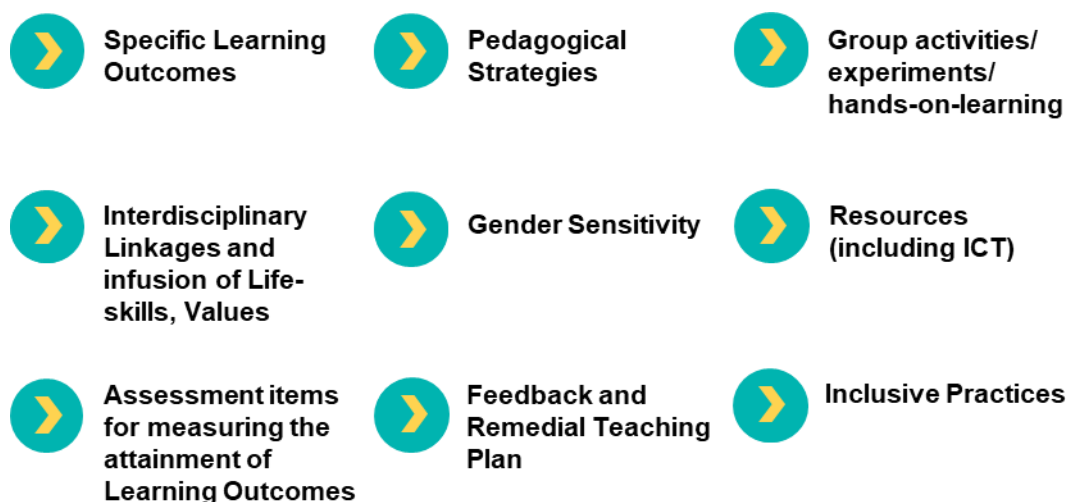 Specific Learning
Outcomes
Pedagogical
Strategies
Group activities/
experiments/
hands-on-learning
Interdisciplinary
Linkages and
infusion of Life-
skills, Values
Gender Sensitivity
Resources
(including ICT)
Assessment items
for measuring the
attainment of
Learning Outcomes
Feedback and
Remedial Teaching
Plan
Inclusive Practices